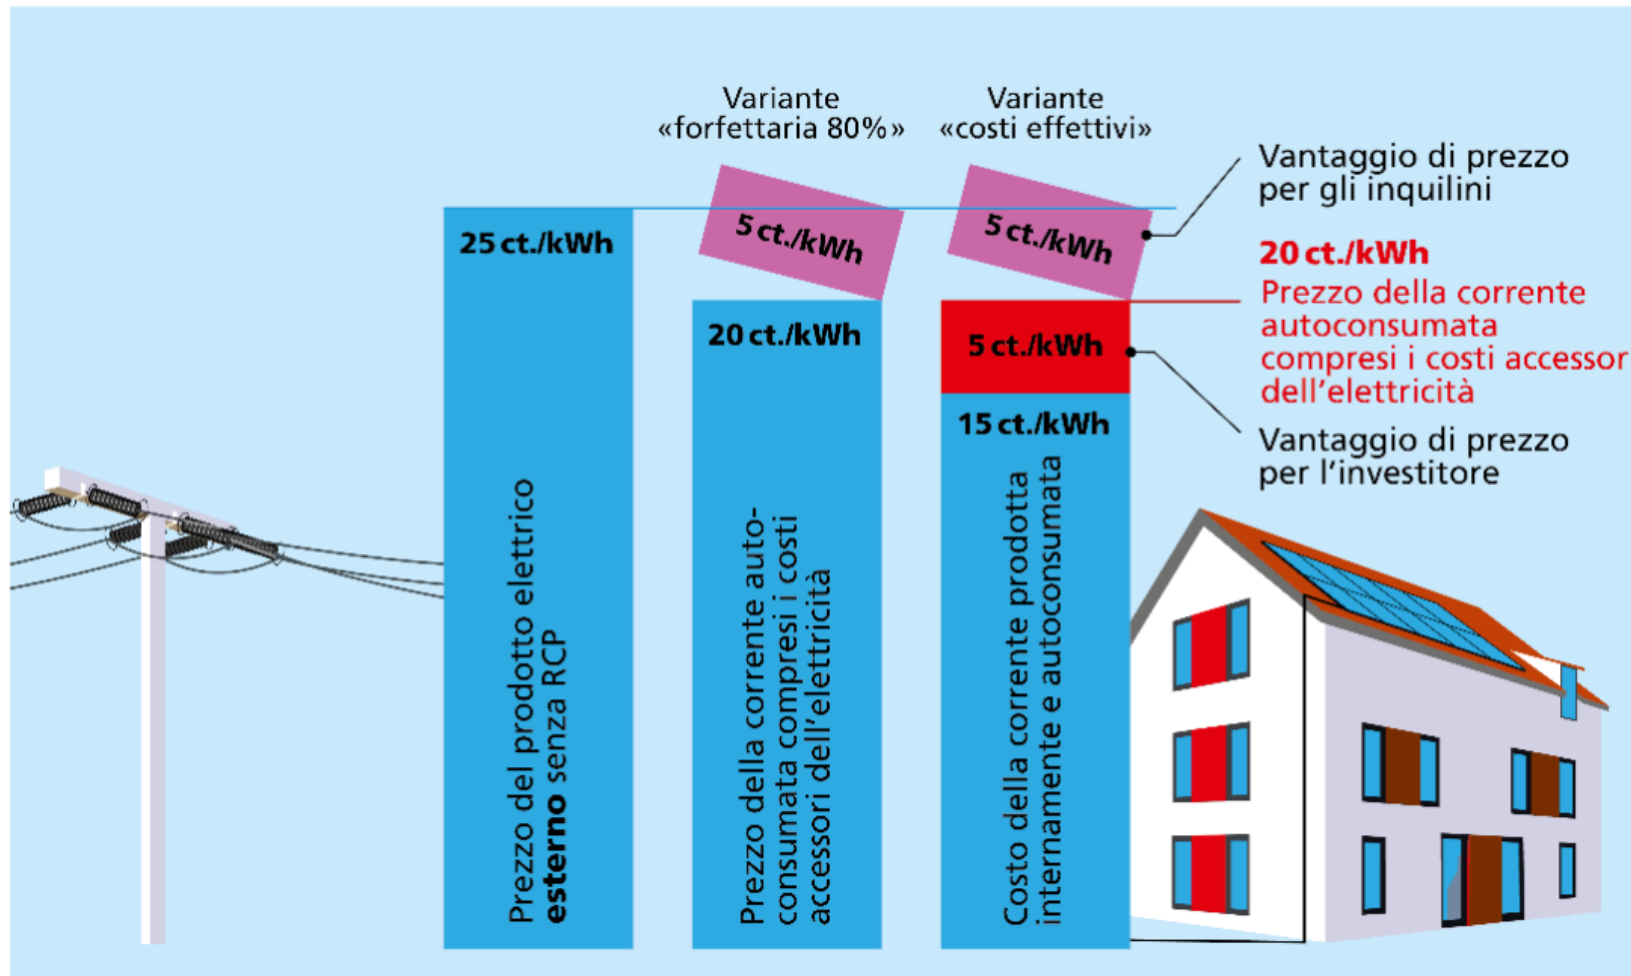 Variante
«forfettaria 80%»
Variante
«costi effettivi»
Vantaggio di prezzo
per gli inquilini
25 ct./kWh
5 ct./kWh
5 ct./kWh
20 ct./kWh
Prezzo della corrente
autoconsumata
compresi i costi accessor
dell'elettricità
20 ct./kWh
5 ct./kWh
15 ct./kWh
Vantaggio di prezzo
per l'investitore
Prezzo del prodotto elettrico
esterno senza RCP
Prezzo della corrente auto-
consumata compresi i costi
accessori dell'elettricità
Costo della corrente prodotta
internamente e autoconsumata